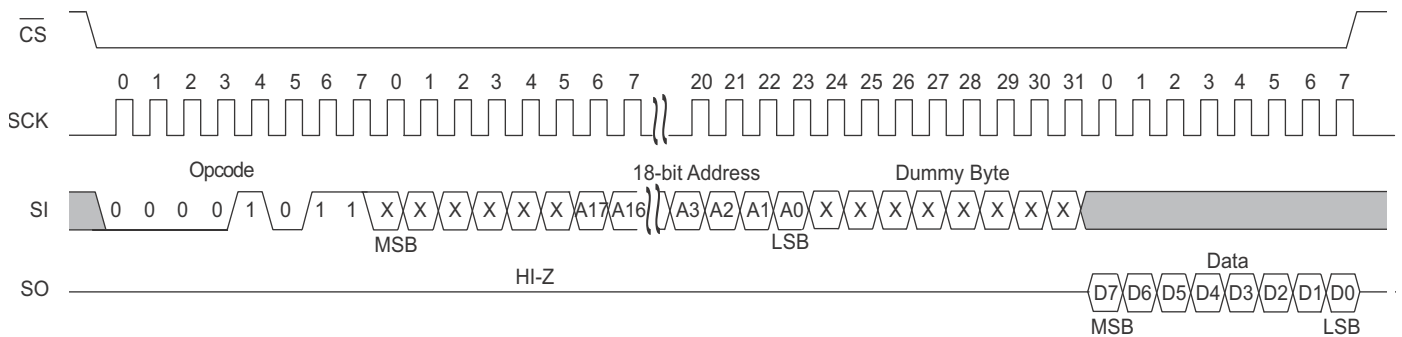 CS
0 1 2 3 4 5 6 7 0 1 2 3 4 5 6 7 20 21 22 23 24 25 26 27 28 29 30 31 0 1 2 3 4 5 6 7
SCK
Opcode 18-bit Address Dummy Byte
SI 0 0 0 0 1 0 1 1 X X X X X X A17 A16 A3 A2 A1 A0 X X X X X X X X
MSB LSB
HI-Z Data
SO D7 D6 D5 D4 D3 D2 D1 D0
MSB LSB